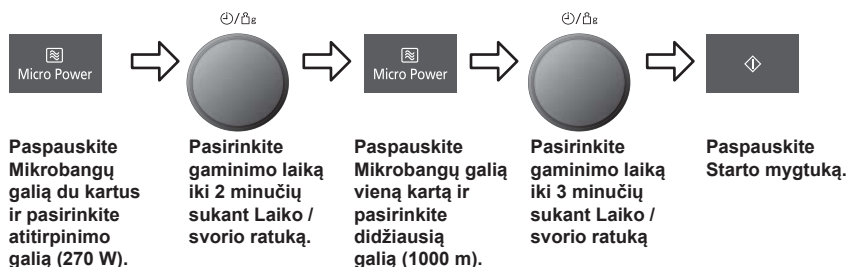 / g
Micro Power
/ g
Micro Power
Paspauskite
Mikrobangų
galią du kartus
ir pasirinkite
atitirpinimo
galią (270 W).
Pasirinkite
gaminimo laiką
iki 2 minučių
sukant Laiko /
svorio ratuką.
Paspauskite
Mikrobangų galią
vieną kartą ir
pasirinkite
didžiausią
galią (1000 m).
Pasirinkite
gaminimo laiką
iki 3 minučių
sukant Laiko /
svorio ratuką
Paspauskite
Starto mygtuką.